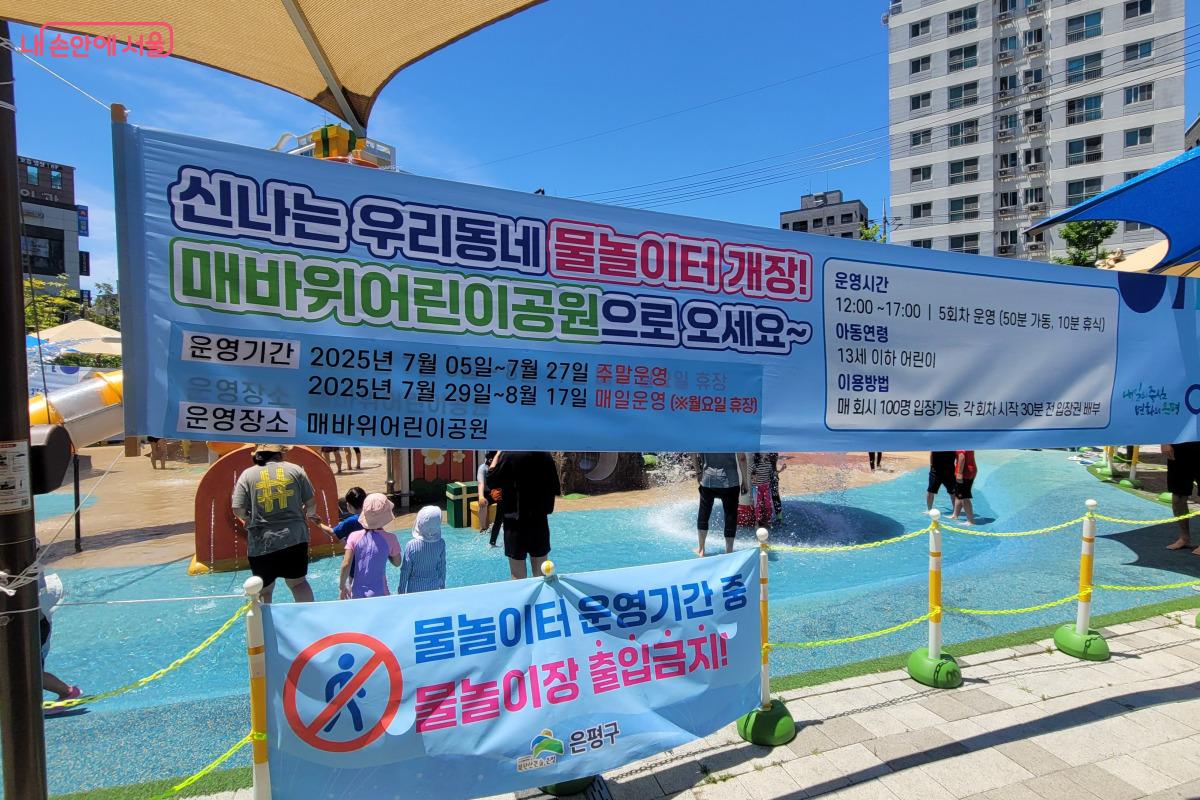 내 손안에 서울
신나는 우리동네 물놀이터 개장!
매바위어린이공원으로 오세요~
운영기간 2025년 7월 05일~7월 27일 주말운영
2025년 7월 29일~8월 17일 매일운영 (※월요일 휴장)
운영장소 매바위어린이공원
운영시간
12:00 ~17:00 | 5회차 운영 (50분 가동, 10분 휴식)
아동연령
13세 이하 어린이
이용방법
매 회시 100명 입장가능, 각 회차 시작 30분 전 입장권 배부
내일의 주는
변화의 은평
물놀이터 운영기간 중
물놀이장 출입금지!
은평구